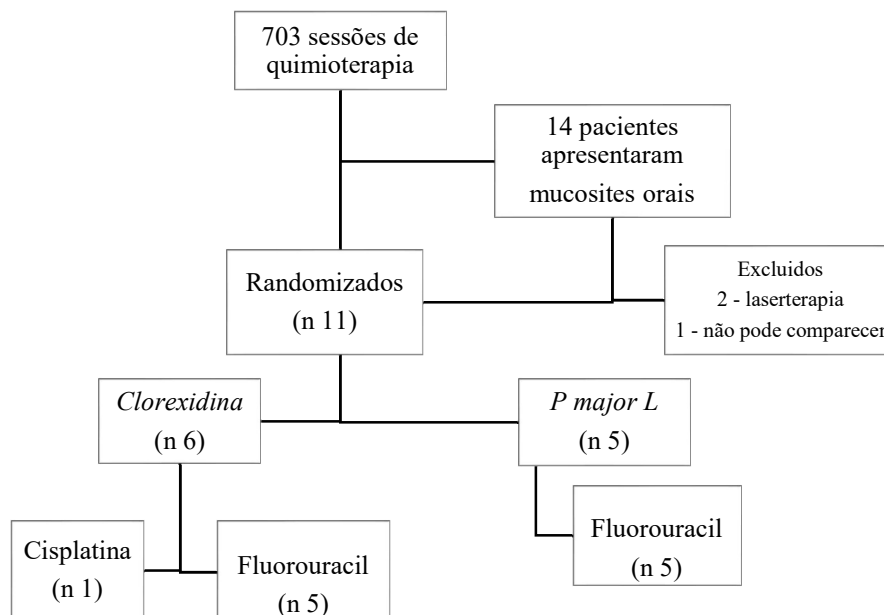 703 sessões de
quimioterapia
14 pacientes
apresentaram
mucosites orais
Randomizados
(n 11)
Excluidos
2 - laserterapia
1 - não pode comparecer
Clorexidina
(n 6)
P major L
(n 5)
Cisplatina
(n 1)
Fluorouracil
(n 5)
Fluorouracil
(n 5)